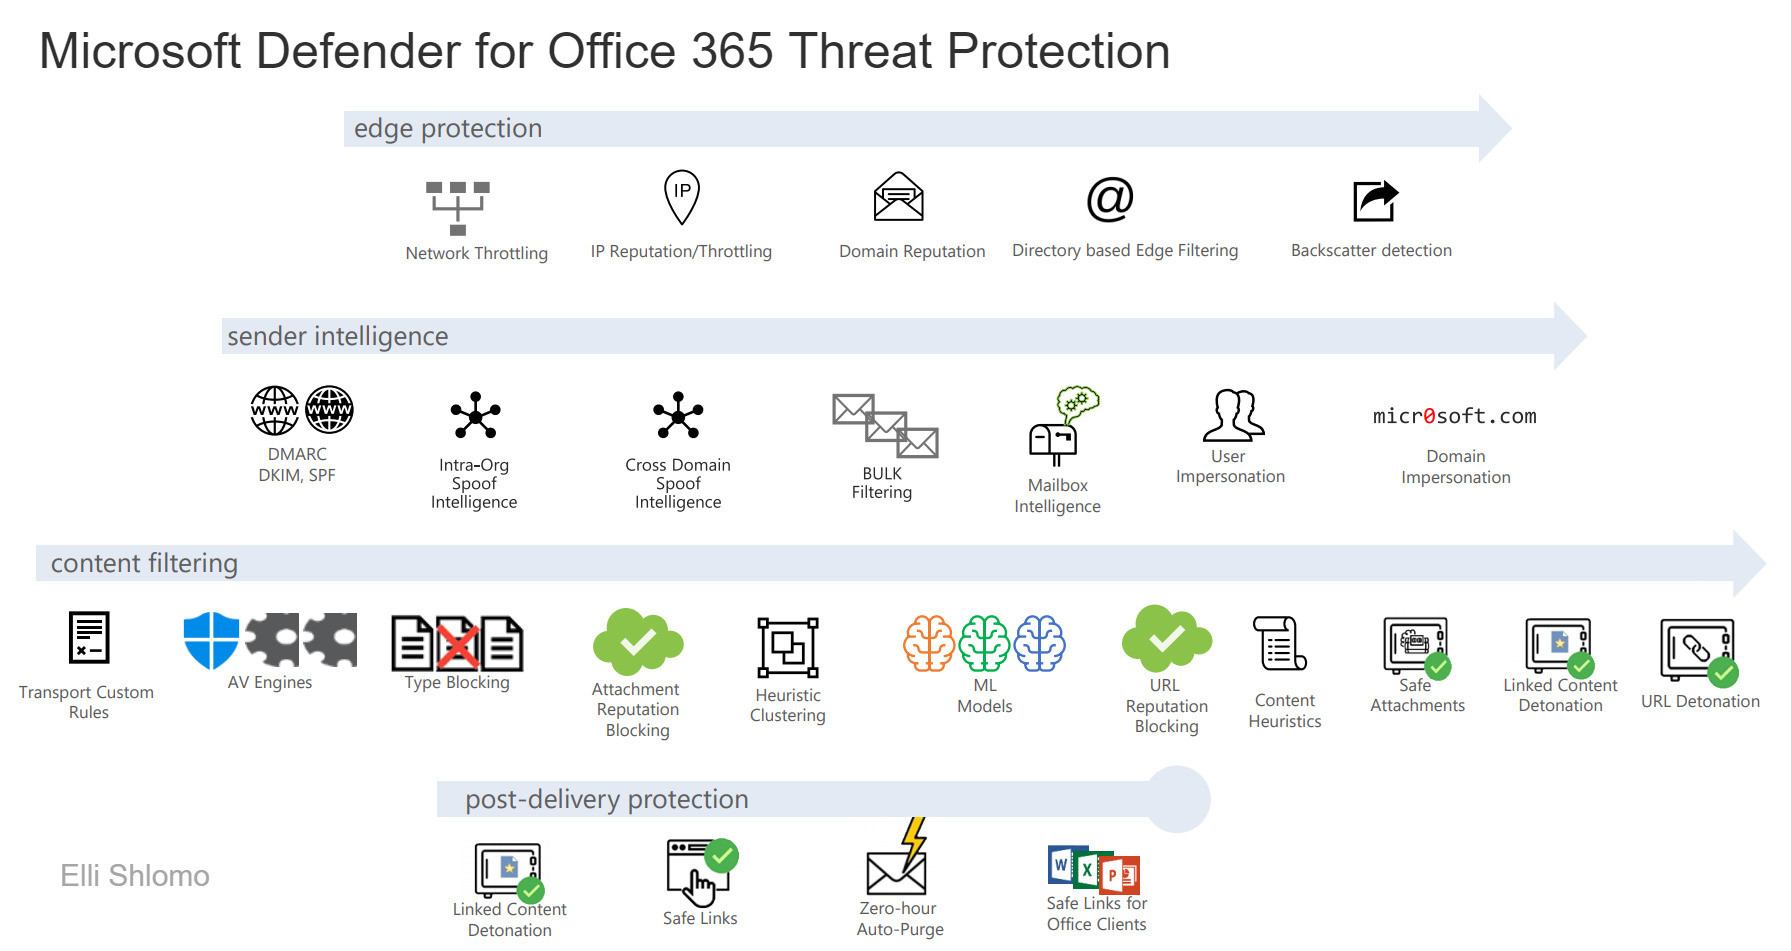 Microsoft Defender for Office 365 Threat Protection
edge protection
IP
@
Network Throttling
IP Reputation/Throttling
Domain Reputation
Directory based Edge Filtering
Backscatter detection
sender intelligence
www
www
micr0soft.com
DMARC
DKIM, SPF
Intra-Org
Spoof
Intelligence
Cross Domain
Spoof
Intelligence
BULK
Filtering
Mailbox
Intelligence
User
Impersonation
Domain
Impersonation
content filtering
Transport Custom
Rules
AV Engines
Type Blocking
Attachment
Reputation
Blocking
Heuristic
Clustering
ML
Models
URL
Reputation
Blocking
Content
Heuristics
Safe
Attachments
Linked Content
Detonation
URL Detonation
post-delivery protection
W
X
P
Linked Content
Detonation
Safe Links
Zero-hour
Auto-Purge
Safe Links for
Office Clients
Elli Shlomo